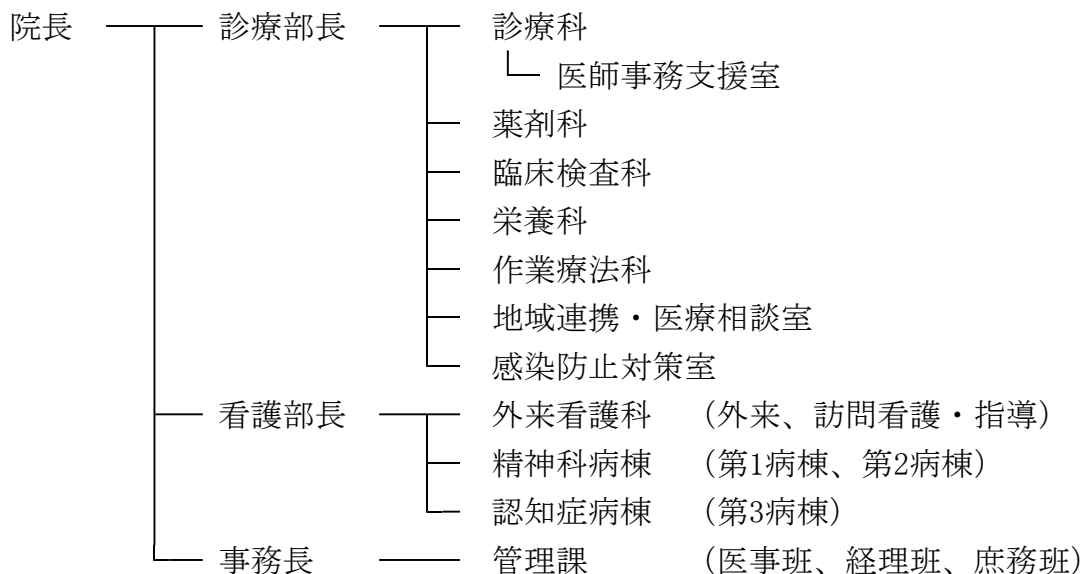 院長 診療部長 診療科
医師事務支援室
薬剤科
臨床検査科
栄養科
作業療法科
地域連携・医療相談室
感染防止対策室
看護部長 外来看護科 （外来、訪問看護・指導）
精神科病棟 （第1病棟、第2病棟）
認知症病棟 （第3病棟）
事務長 管理課 （医事班、経理班、庶務班）